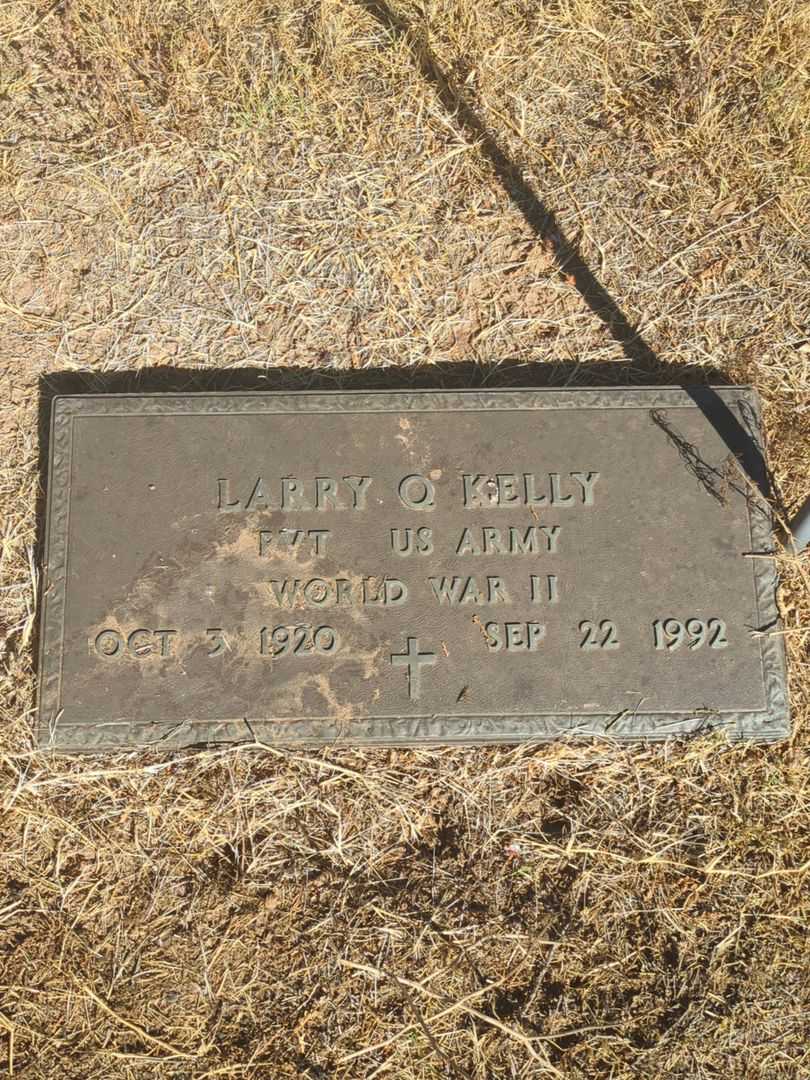 LARRY Q KELLY
PVT US ARMY
WORLD WAR II
OCT 3 1920 SEP 22 1992